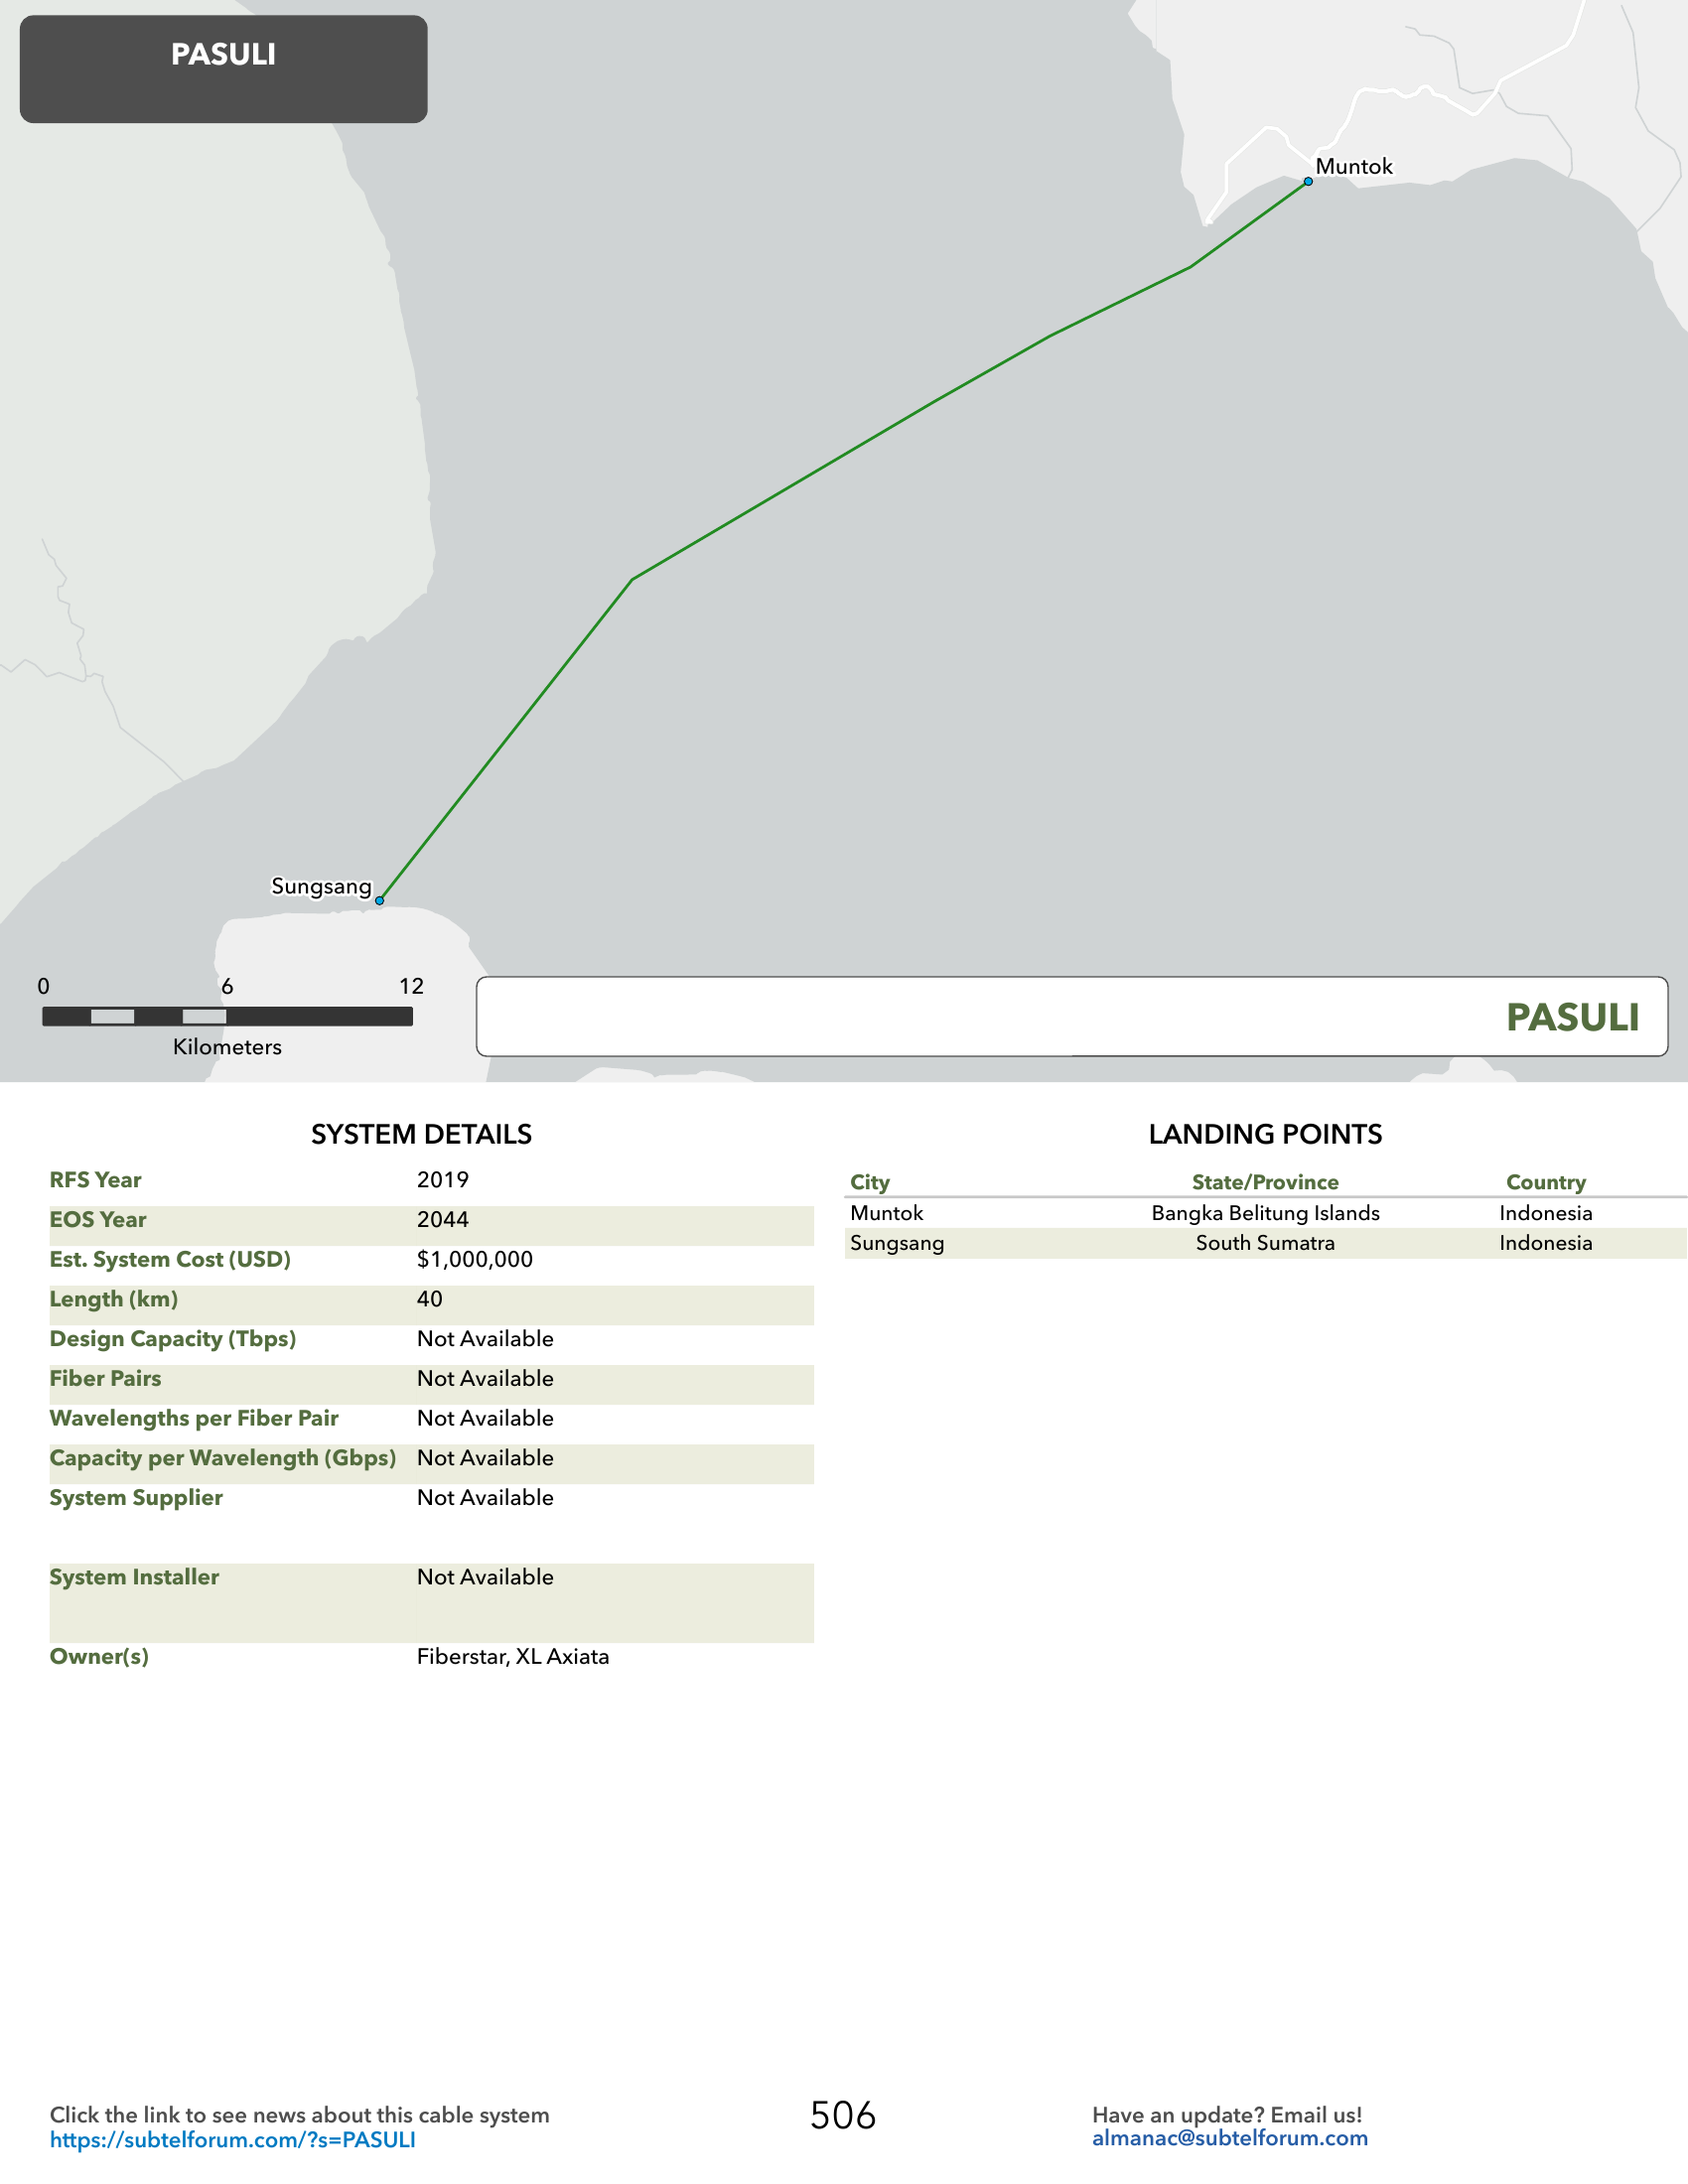 PASULI
Muntok
Sungsang
0 6 12
Kilometers
PASULI
SYSTEM DETAILS
RFS Year 2019
EOS Year 2044
Est. System Cost (USD) $1,000,000
Length (km) 40
Design Capacity (Tbps) Not Available
Fiber Pairs Not Available
Wavelengths per Fiber Pair Not Available
Capacity per Wavelength (Gbps) Not Available
System Supplier Not Available
System Installer Not Available
Owner(s) Fiberstar, XL Axiata
LANDING POINTS
City State/Province Country
Muntok Bangka Belitung Islands Indonesia
Sungsang South Sumatra Indonesia
Click the link to see news about this cable system
https://subtelforum.com/?s=PASULI
506
Have an update? Email us!
almanac@subtelforum.com